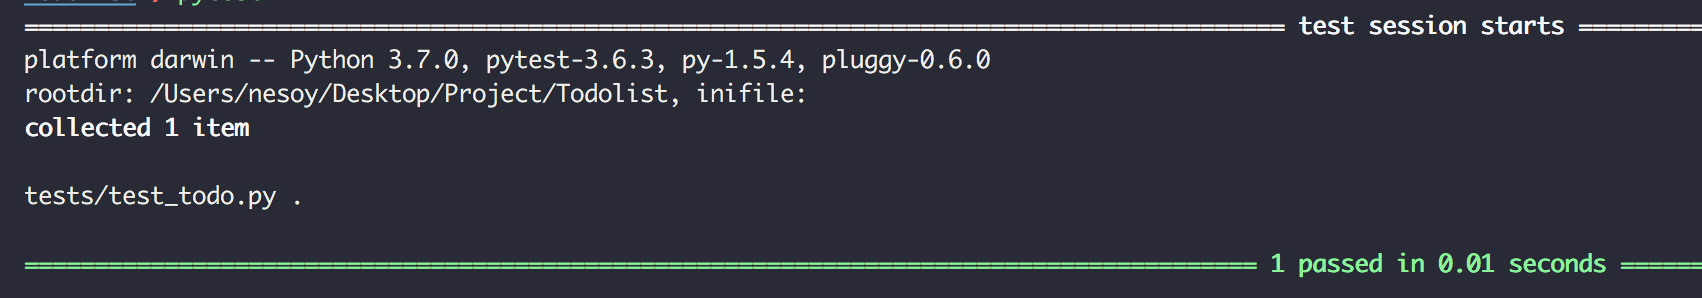 test session starts
platform darwin -- Python 3.7.0, pytest-3.6.3, py-1.5.4, pluggy-0.6.0
rootdir: /Users/nesoy/Desktop/Project/Todolist, inifile:
collected 1 item
tests/test_todo.py .
1 passed in 0.01 seconds